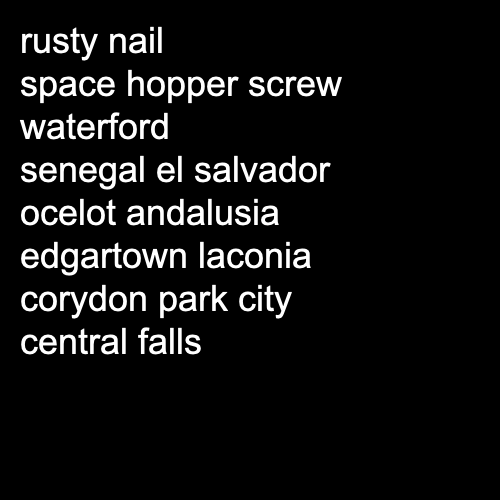 rusty nail
space hopper screw
waterford
senegal el salvador
ocelot andalusia
edgartown laconia
corydon park city
central falls